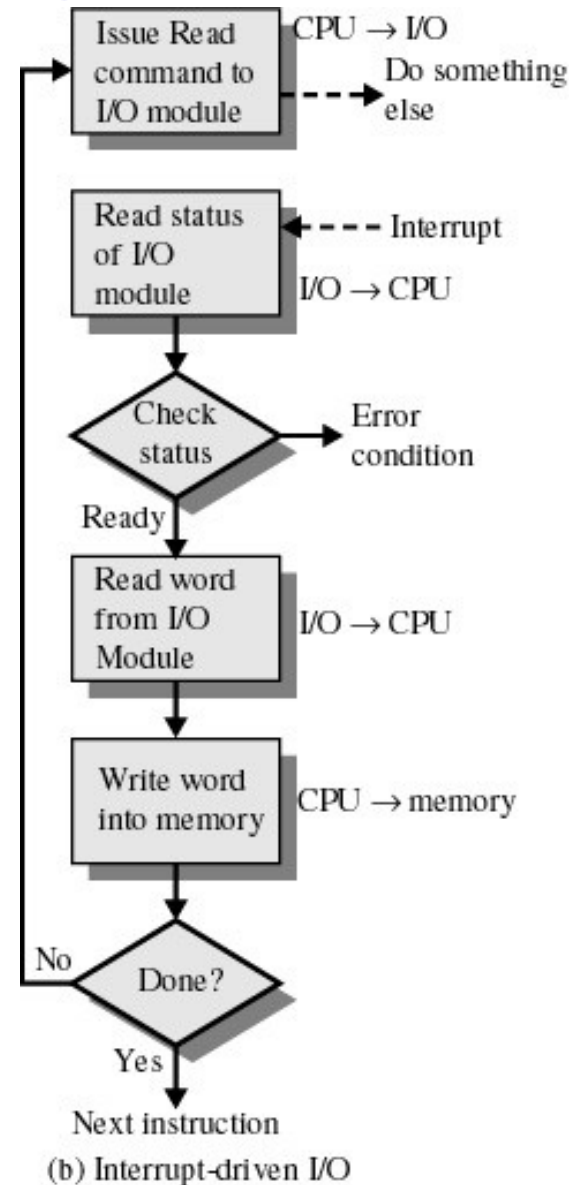 Issue Read
command to
I/O module
CPU → I/O
Do something
else
Read status
of I/O
module
Interrupt
I/O → CPU
Check
status
Error
condition
Ready
Read word
from I/O
Module
I/O → CPU
Write word
into memory
CPU → memory
Done?
No
Yes
Next instruction
(b) Interrupt-driven I/O